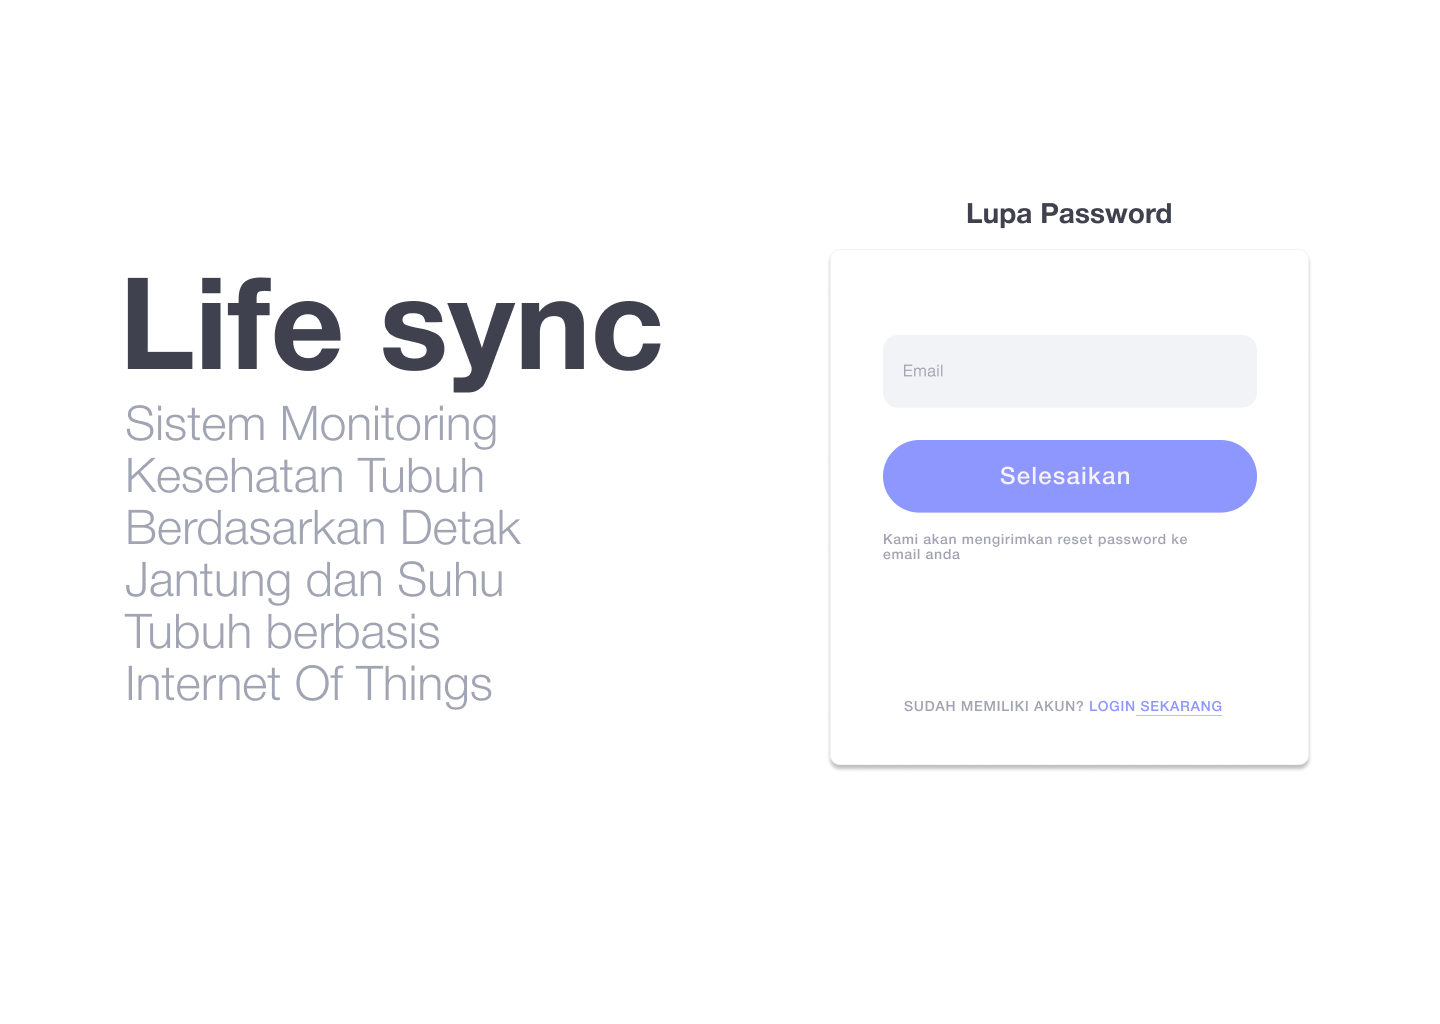 Life sync
Sistem Monitoring
Kesehatan Tubuh
Berdasarkan Detak
Jantung dan Suhu
Tubuh berbasis
Internet Of Things
Lupa Password
Email
Selesaikan
Kami akan mengirimkan reset password ke
email anda
SUDAH MEMILIKI AKUN? LOGIN SEKARANG